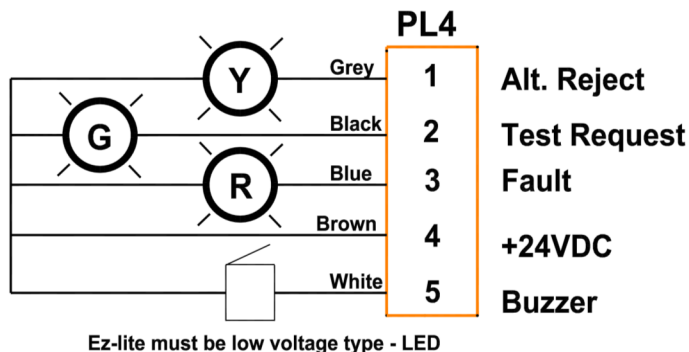 PL4
Y Grey 1 Alt. Reject
G Black 2 Test Request
R Blue 3 Fault
Brown 4 +24VDC
White 5 Buzzer
Ez-lite must be low voltage type - LED